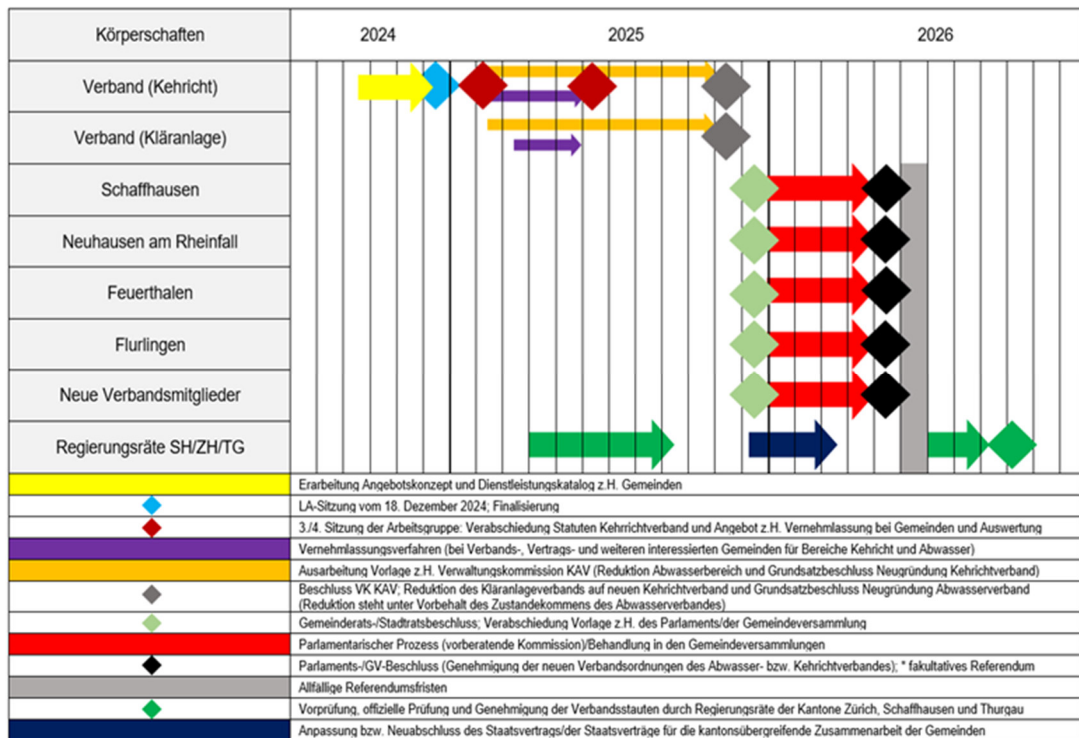 Körperschaften 2024 2025 2026
Verband (Kehricht)
Verband (Kläranlage)
Schaffhausen
Neuhausen am Rheinfall
Feuerthalen
Flurlingen
Neue Verbandsmitglieder
Regierungsräte SH/ZH/TG
Erarbeitung Angebotskonzept und Dienstleistungskatalog z.H. Gemeinden
LA-Sitzung vom 18. Dezember 2024; Finalisierung
3./4. Sitzung der Arbeitsgruppe: Verabschiedung Statuten Kehrrichtverband und Angebot z.H. Vernehmlassung bei Gemeinden und Auswertung
Vernehmlassungsverfahren (bei Verbands-, Vertrags- und weiteren interessierten Gemeinden für Bereiche Kehricht und Abwasser)
Ausarbeitung Vorlage z.H. Verwaltungskommission KAV (Reduktion Abwasserbereich und Grundsatzbeschluss Neugründung Kehrichtverband)
Beschluss VK KAV; Reduktion des Kläranlageverbands auf neuen Kehrichtverband und Grundsatzbeschluss Neugründung Abwasserverband
(Reduktion steht unter Vorbehalt des Zustandekommens des Abwasserverbandes)
Gemeinderats-/Stadtratsbeschluss; Verabschiedung Vorlage z.H. des Parlaments/der Gemeindeversammlung
Parlamentarischer Prozess (vorberatende Kommission)/Behandlung in den Gemeindeversammlungen
Parlaments-/GV-Beschluss (Genehmigung der neuen Verbandsordnungen des Abwasser- bzw. Kehrichtverbandes); * fakultatives Referendum
Allfällige Referendumsfristen
Vorprüfung, offizielle Prüfung und Genehmigung der Verbandsstauten durch Regierungsräte der Kantone Zürich, Schaffhausen und Thurgau
Anpassung bzw. Neuabschluss des Staatsvertrags/der Staatsverträge für die kantonsübergreifende Zusammenarbeit der Gemeinden